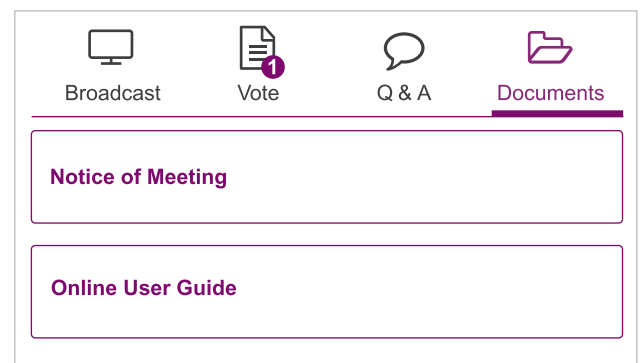 1
Broadcast Vote Q & A Documents
Notice of Meeting
Online User Guide